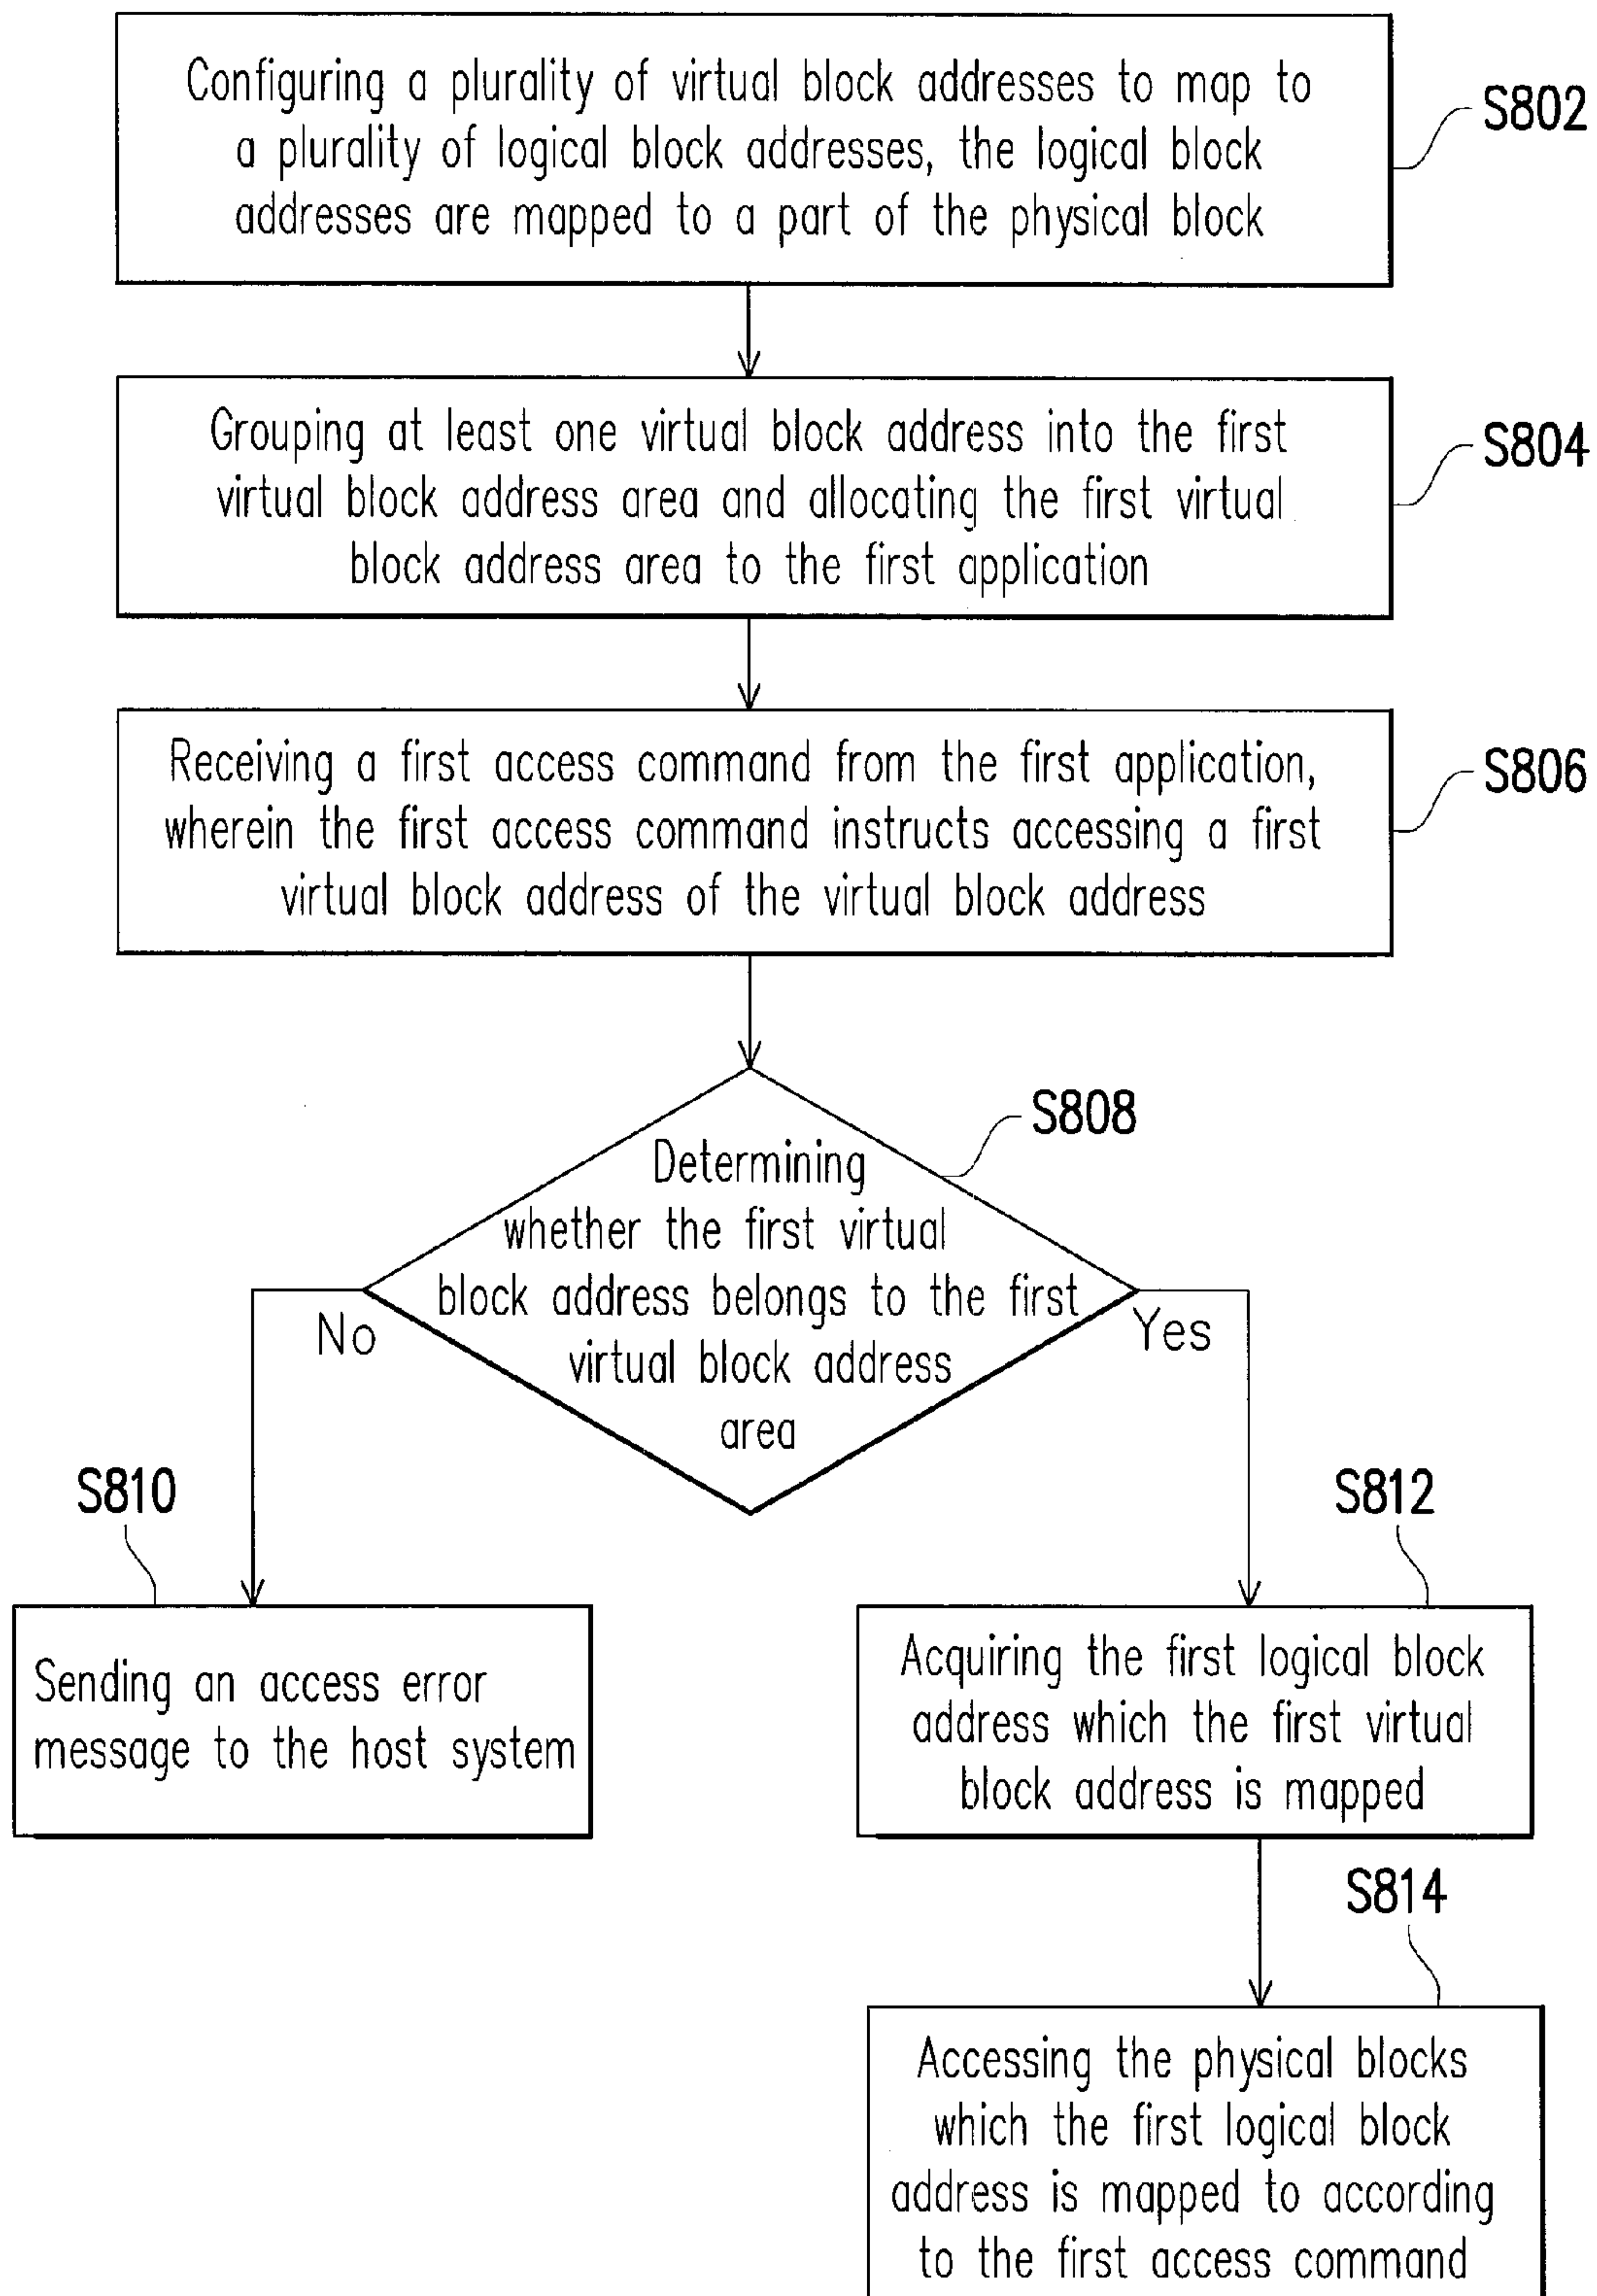 Configuring a plurality of virtual block addresses to map to
a plurality of logical block addresses, the logical block
addresses are mapped to a part of the physical block
S802
Grouping at least one virtual block address into the first
virtual block address area and allocating the first virtual
block address area to the first application
S804
Receiving a first access command from the first application,
wherein the first access command instructs accessing a first
virtual block address of the virtual block address
S806
Determining
whether the first virtual
block address belongs to the first
virtual block address
area
S808
No
Yes
S810
Sending an access error
message to the host system
S812
Acquiring the first logical block
address which the first virtual
block address is mapped
S814
Accessing the physical blocks
which the first logical block
address is mapped to according
to the first access command